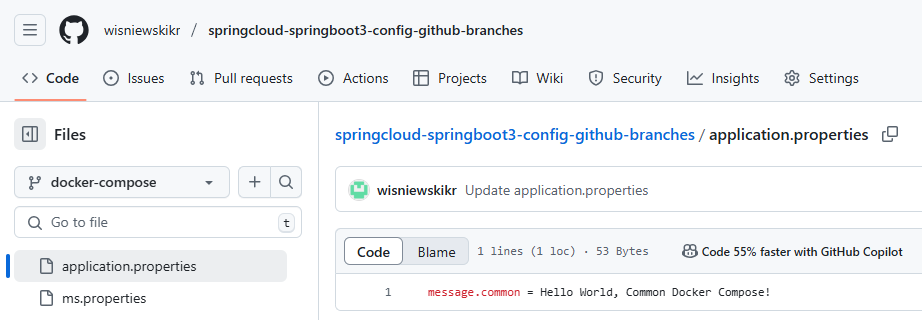 wisniewskikr / springcloud-springboot3-config-github-branches
Code Issues Pull requests Actions Projects Wiki Security Insights Settings
Files
springcloud-springboot3-config-github-branches / application.properties
docker-compose
wisniewskikr Update application.properties
Go to file t
Code Blame 1 lines (1 loc) · 53 Bytes Code 55% faster with GitHub Copilot
application.properties
1 message.common = Hello World, Common Docker Compose!
ms.properties